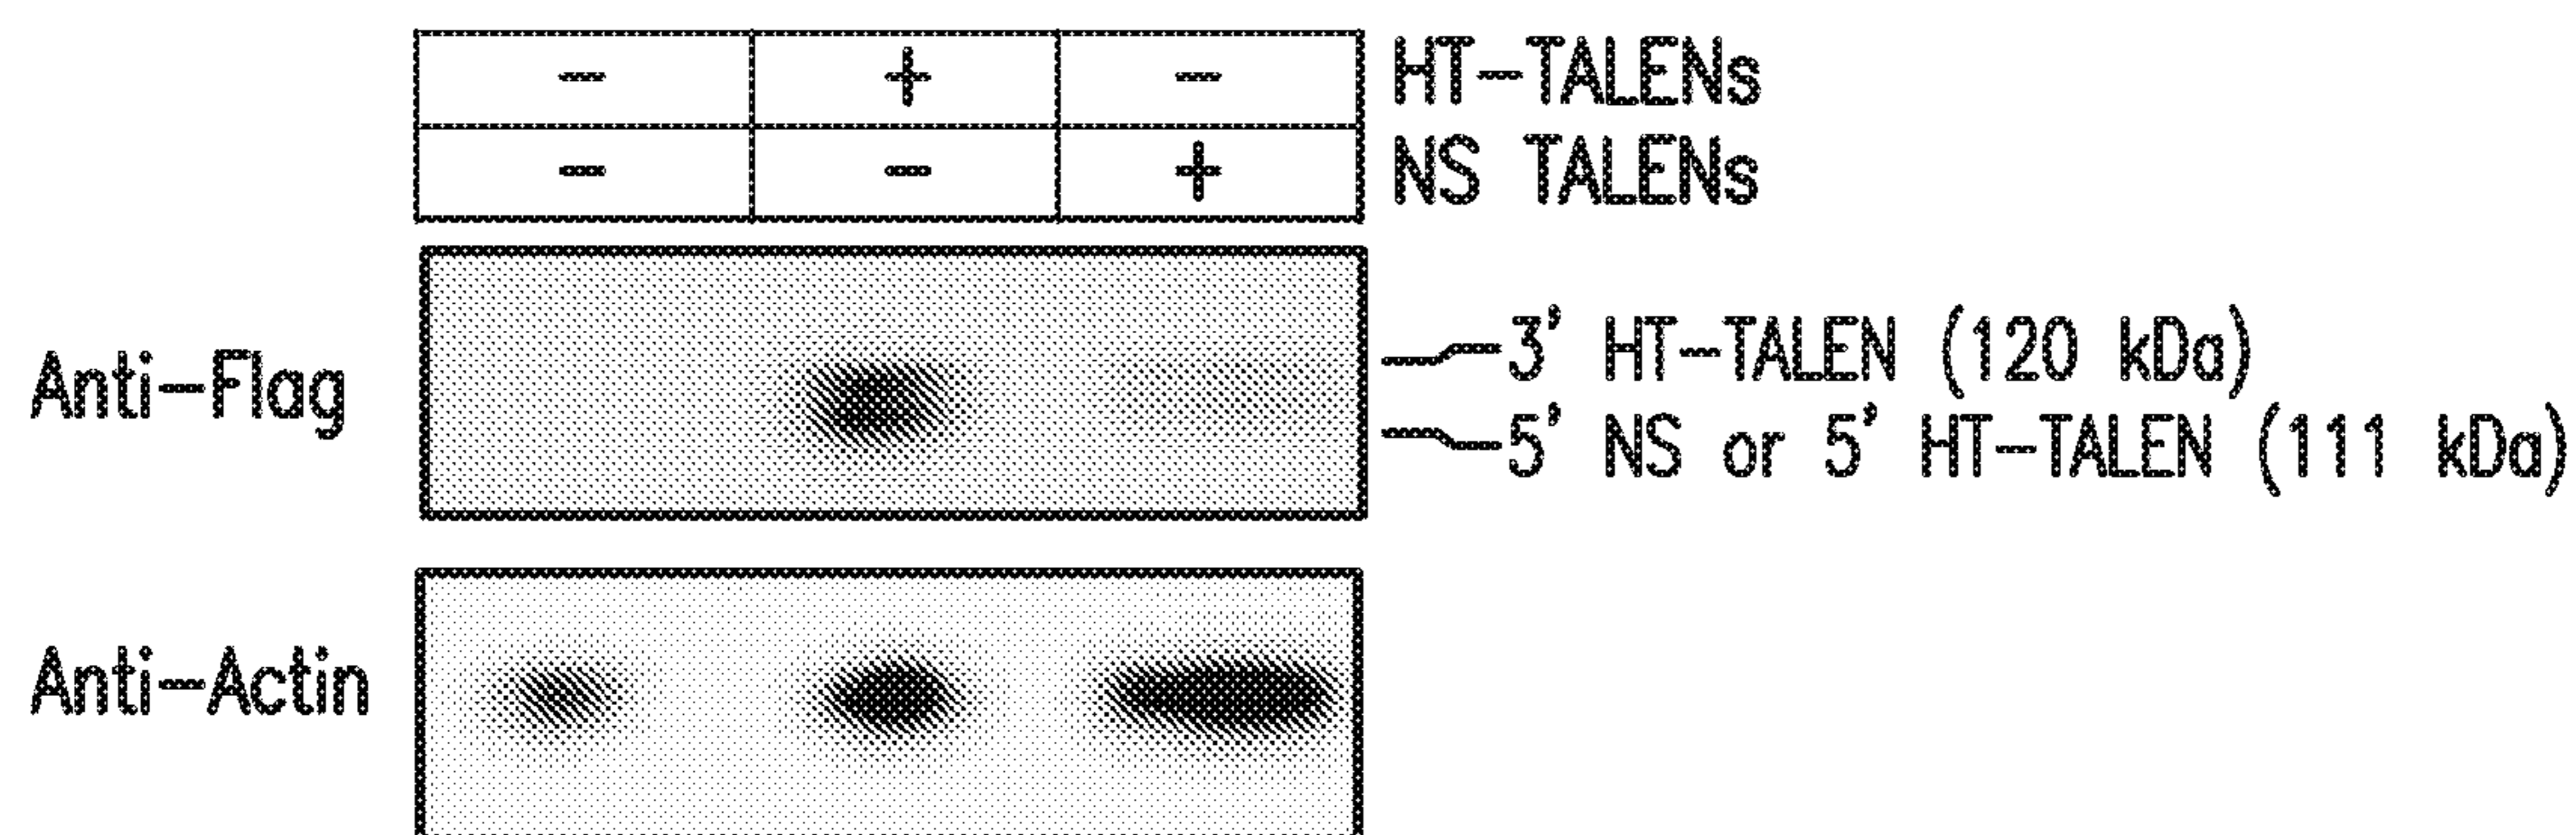 - + - HT-TALENs
- - + NS TALENs
Anti-Flag
3' HT-TALEN (120 kDa)
5' NS or 5' HT-TALEN (111 kDa)
Anti-Actin